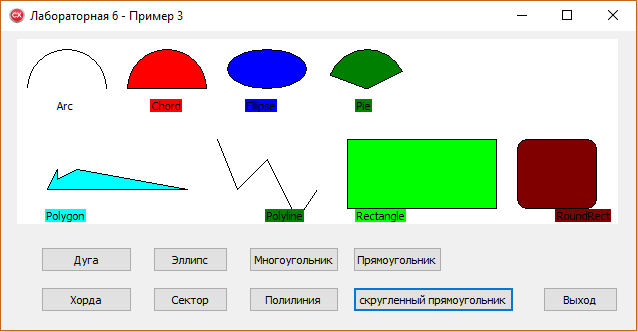 Лабораторная 6 - Пример 3
Arc
Chord
Elipse
Pie
Polygon
Polyline
Rectangle
RoundRect
Дуга
Эллипс
Многоугольник
Прямоугольник
Хорда
Сектор
Полилиния
скругленный прямоугольник
Выход